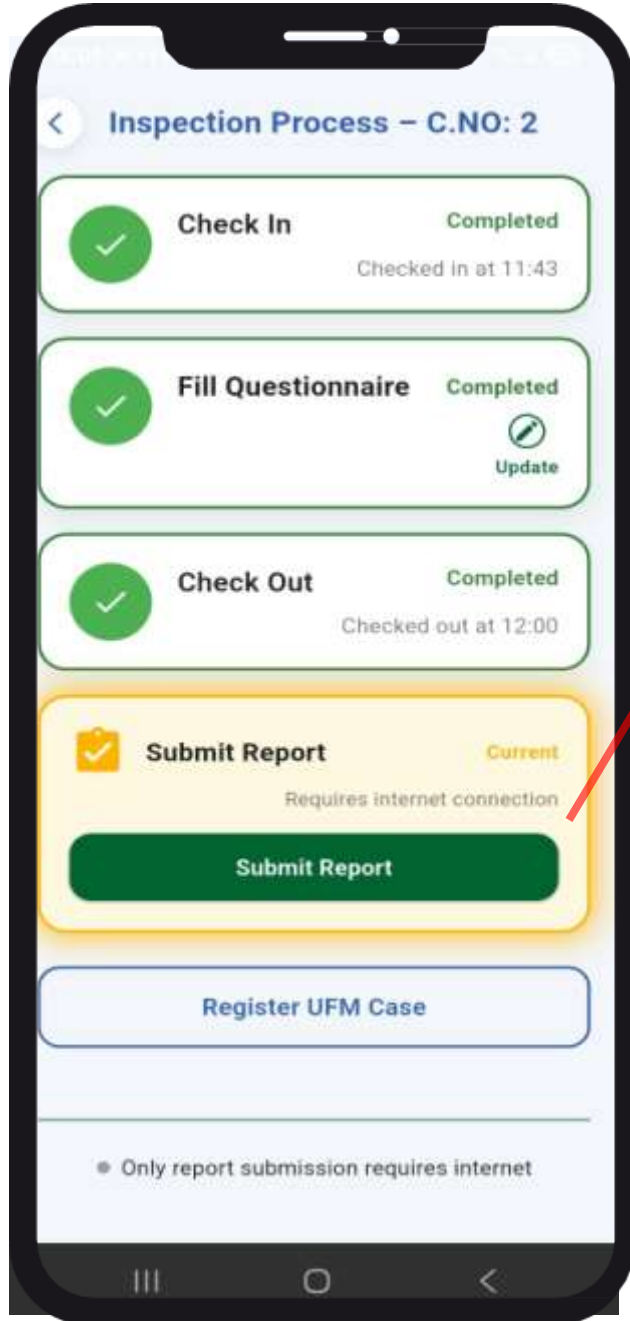 Inspection Process – C.NO: 2
Check In Completed
Checked in at 11:43
Fill Questionnaire Completed
Update
Check Out Completed
Checked out at 12:00
Submit Report Current
Requires internet connection
Submit Report
Register UFM Case
Only report submission requires internet